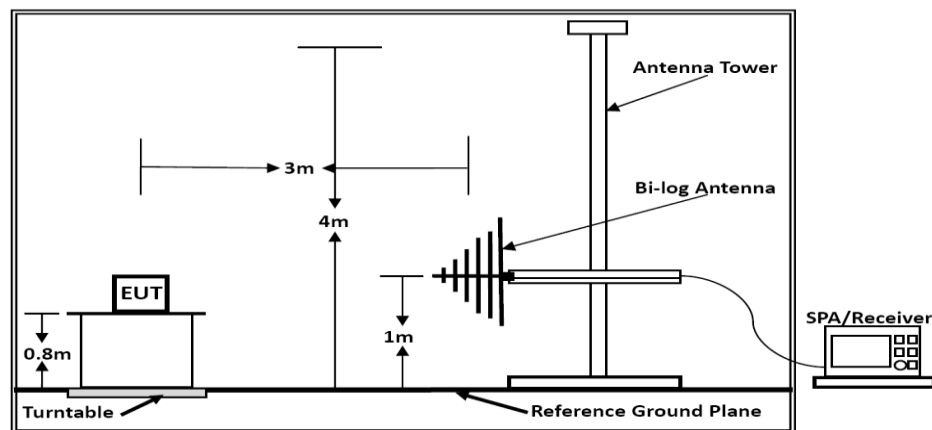 Antenna Tower
3m
Bi-log Antenna
4m
EUT
SPA/Receiver
0.8m
1m
Turntable
Reference Ground Plane